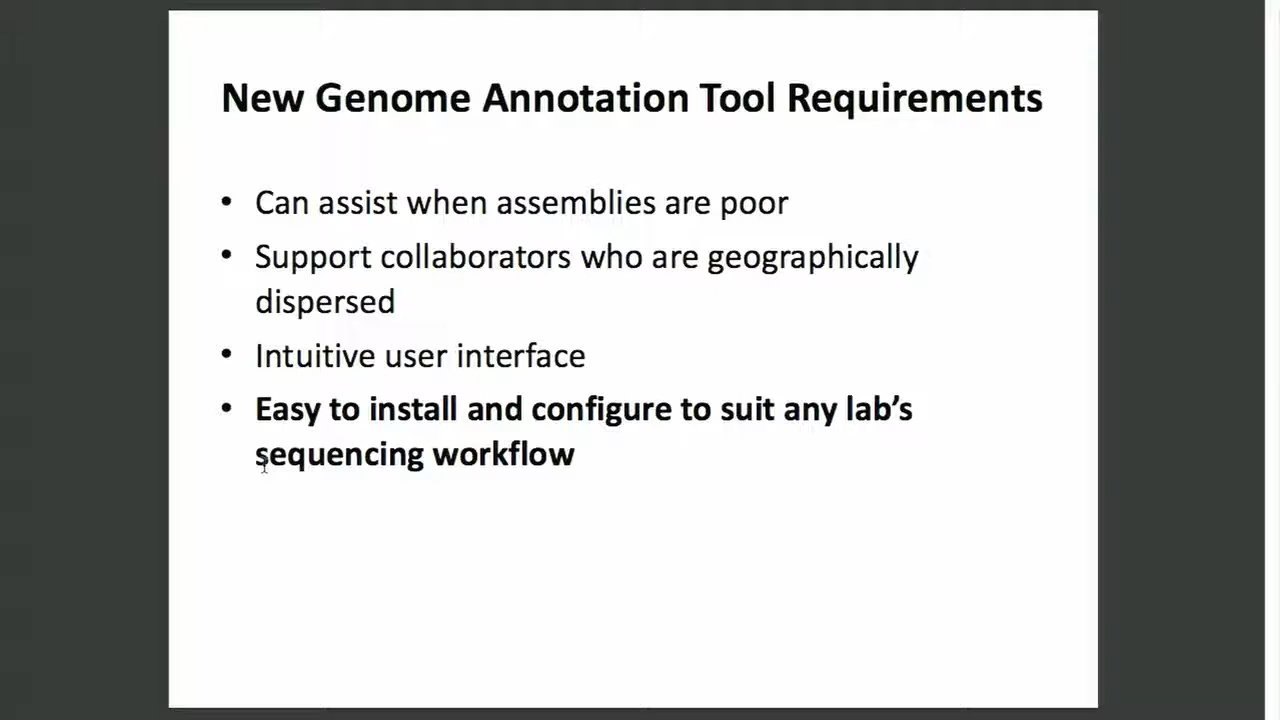 New Genome Annotation Tool Requirements
• Can assist when assemblies are poor
• Support collaborators who are geographically
dispersed
• Intuitive user interface
• Easy to install and configure to suit any lab’s
sequencing workflow